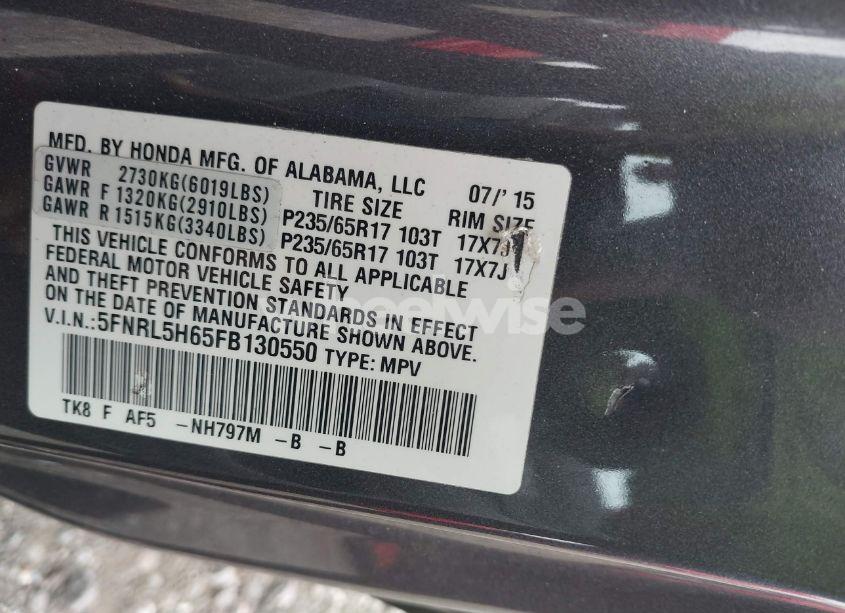 MFD. BY HONDA MFG. OF ALABAMA, LLC 07/' 15
GVWR 2730KG(6019LBS) TIRE SIZE RIM SIZE
GAWR F 1320KG(2910LBS) P235/65R17 103T 17X7J
GAWR R 1515KG(3340LBS) P235/65R17 103T 17X7J
THIS VEHICLE CONFORMS TO ALL APPLICABLE
FEDERAL MOTOR VEHICLE SAFETY
AND THEFT PREVENTION STANDARDS IN EFFECT
ON THE DATE OF MANUFACTURE SHOWN ABOVE.
V.I.N.:5FNRL5H65FB130550 TYPE: MPV
TK8 F AF5 -NH797M -B -B
wheelwise